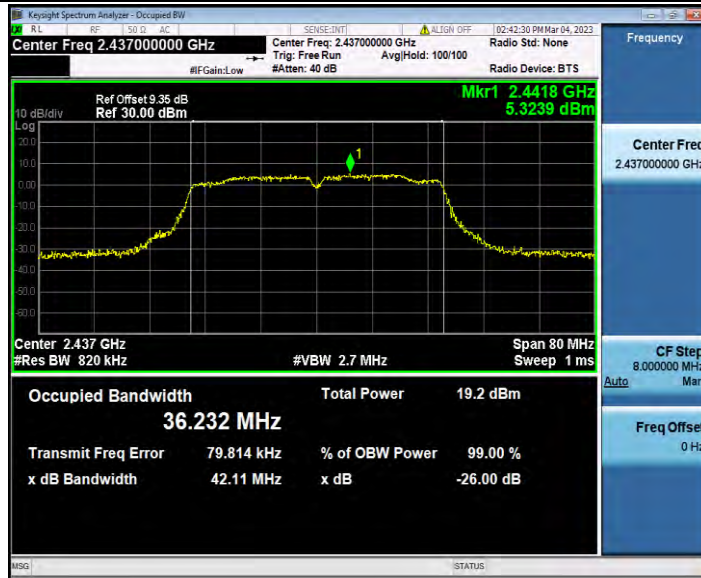 Keysight Spectrum Analyzer - Occupied BW
RL RF 50 Ω AC SENSE:INT ALIGN OFF 02:42:30 PM Mar 04, 2023
Center Freq 2.437000000 GHz
Center Freq: 2.437000000 GHz Radio Std: None
Trig: Free Run Avg|Hold: 100/100
#IFGain:Low #Atten: 40 dB Radio Device: BTS
Ref Offset 9.35 dB Mkr1 2.4418 GHz
10 dB/div Ref 30.00 dBm 5.3239 dBm
Log
20.0
1
10.0
0.00
-10.0
-20.0
-30.0
-40.0
-50.0
-60.0
Center 2.437 GHz Span 80 MHz
#Res BW 820 kHz #VBW 2.7 MHz Sweep 1 ms
Occupied Bandwidth Total Power 19.2 dBm
36.232 MHz
Transmit Freq Error 79.814 kHz % of OBW Power 99.00 %
x dB Bandwidth 42.11 MHz x dB -26.00 dB
MSG STATUS
Frequency
Center Freq
2.437000000 GHz
CF Step
8.000000 MHz
Auto Man
Freq Offset
0 Hz